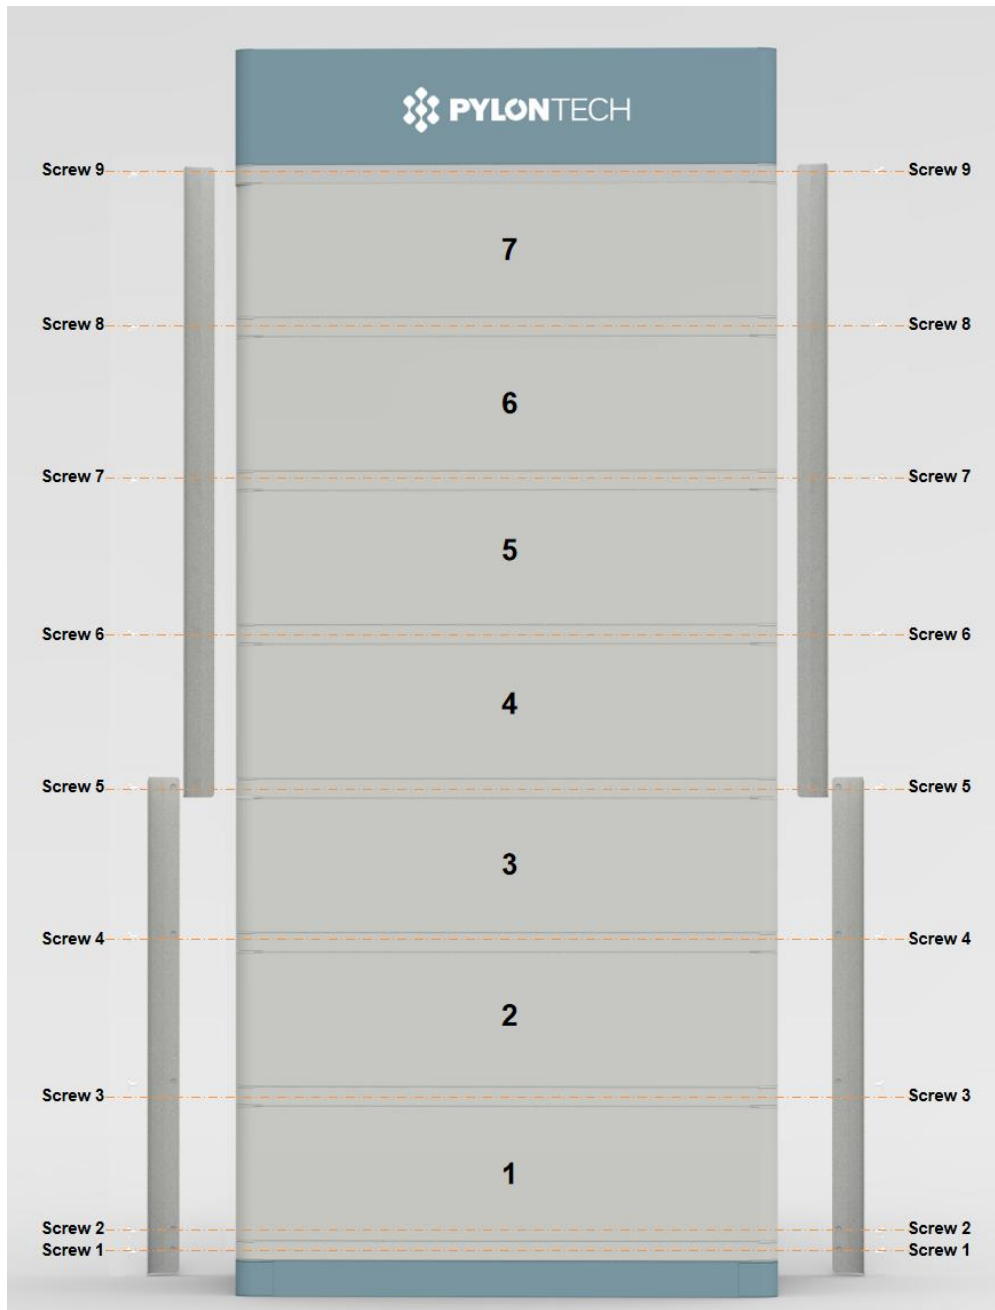 PYLONTECH
Screw 9 Screw 9
7
Screw 8 Screw 8
6
Screw 7 Screw 7
5
Screw 6 Screw 6
4
Screw 5 Screw 5
3
Screw 4 Screw 4
2
Screw 3 Screw 3
1
Screw 2 Screw 2
Screw 1 Screw 1